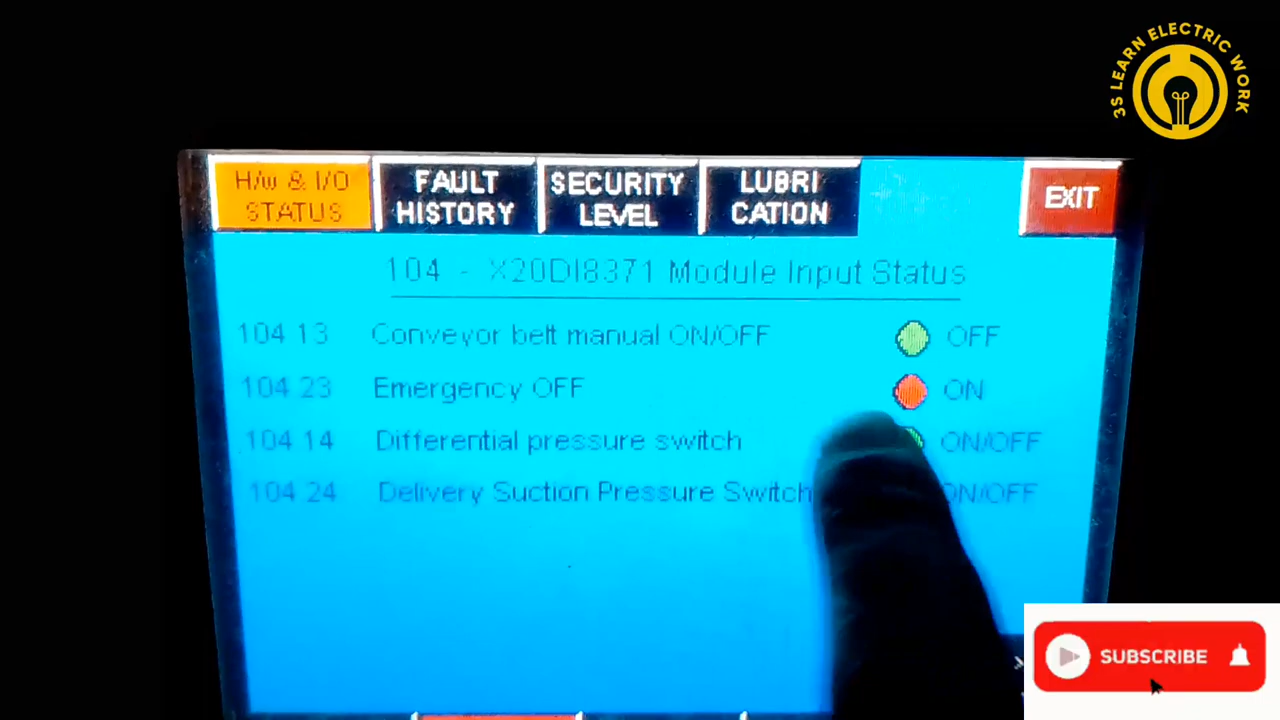 3S LEARN ELECTRIC WORK
H/w & I/O
STATUS
FAULT
HISTORY
SECURITY
LEVEL
LUBRI
CATION
EXIT
104 - X20DI8371 Module Input Status
104 13 Conveyor belt manual ON/OFF OFF
104 23 Emergency OFF ON
104 14 Differential pressure switch ON/OFF
104 24 Delivery Suction Pressure Switch ON/OFF
SUBSCRIBE